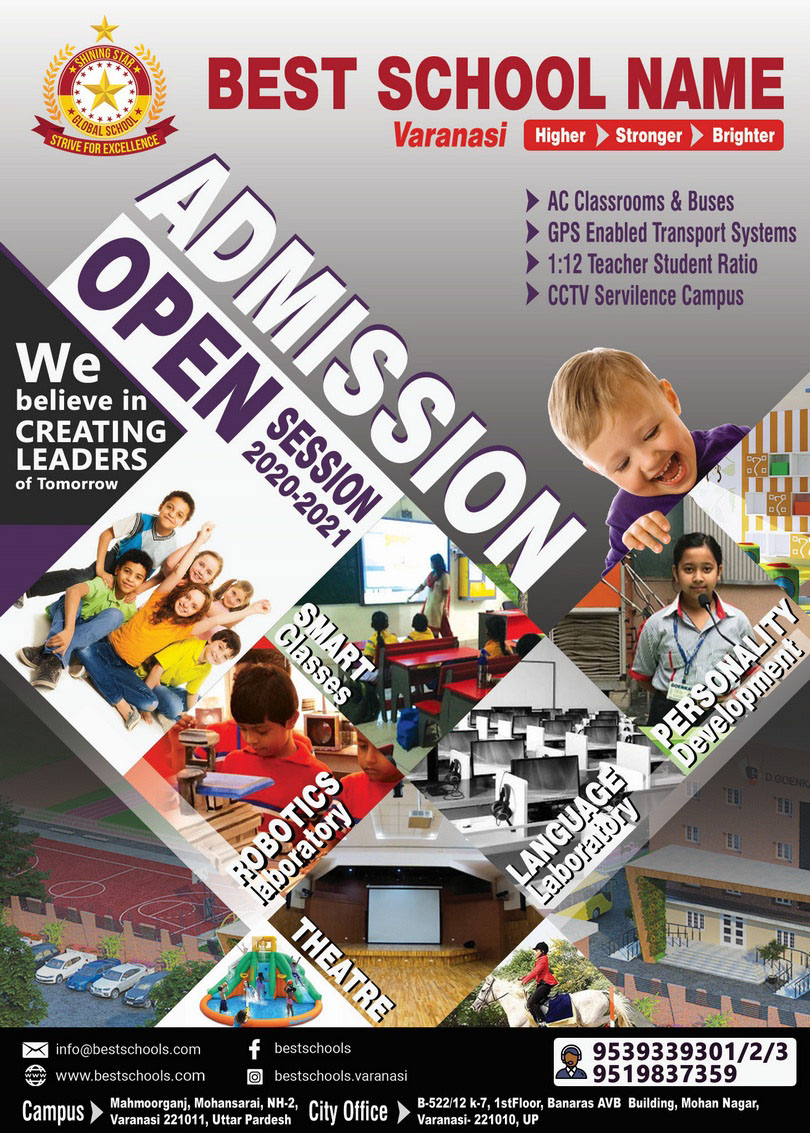 SHINING STAR
GLOBAL SCHOOL
STRIVE FOR EXCELLENCE
BEST SCHOOL NAME
Varanasi
Higher Stronger Brighter
AC Classrooms & Buses
GPS Enabled Transport Systems
1:12 Teacher Student Ratio
CCTV Servilence Campus
ADMISSION
OPEN
SESSION
2020-2021
We
believe in
CREATING
LEADERS
of Tomorrow
SMART
Classes
PERSONALITY
Development
ROBOTICS
laboratory
LANGUAGE
Laboratory
THEATRE
D.GOENK
info@bestschools.com
www.bestschools.com
bestschools
bestschools.varanasi
9539339301/2/3
9519837359
Campus
Mahmoorganj, Mohansarai, NH-2,
Varanasi 221011, Uttar Pardesh
City Office
B-522/12 k-7, 1stFloor, Banaras AVB Building, Mohan Nagar,
Varanasi- 221010, UP